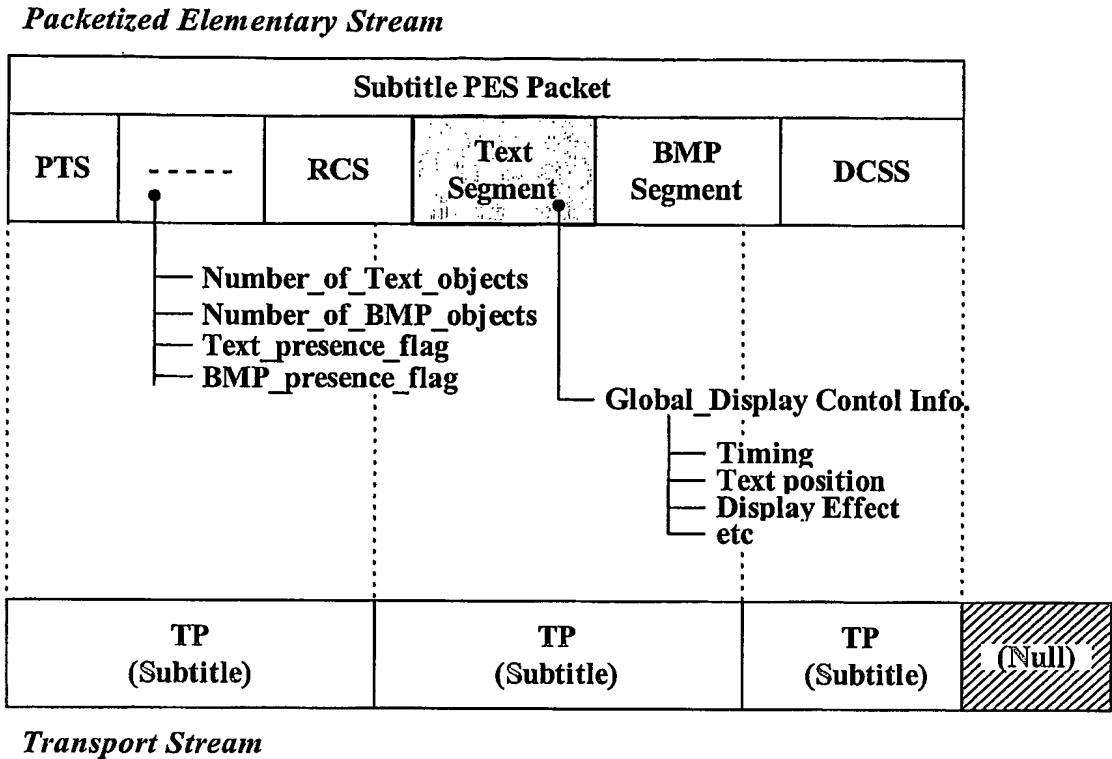 Packetized Elementary Stream
Subtitle PES Packet
PTS
-----
RCS
Text
Segment
BMP
Segment
DCSS
Number_of_Text_objects
Number_of_BMP_objects
Text_presence_flag
BMP_presence_flag
Global_Display Contol Info.
Timing
Text position
Display Effect
etc
TP
(Subtitle)
TP
(Subtitle)
TP
(Subtitle)
(Null)
Transport Stream